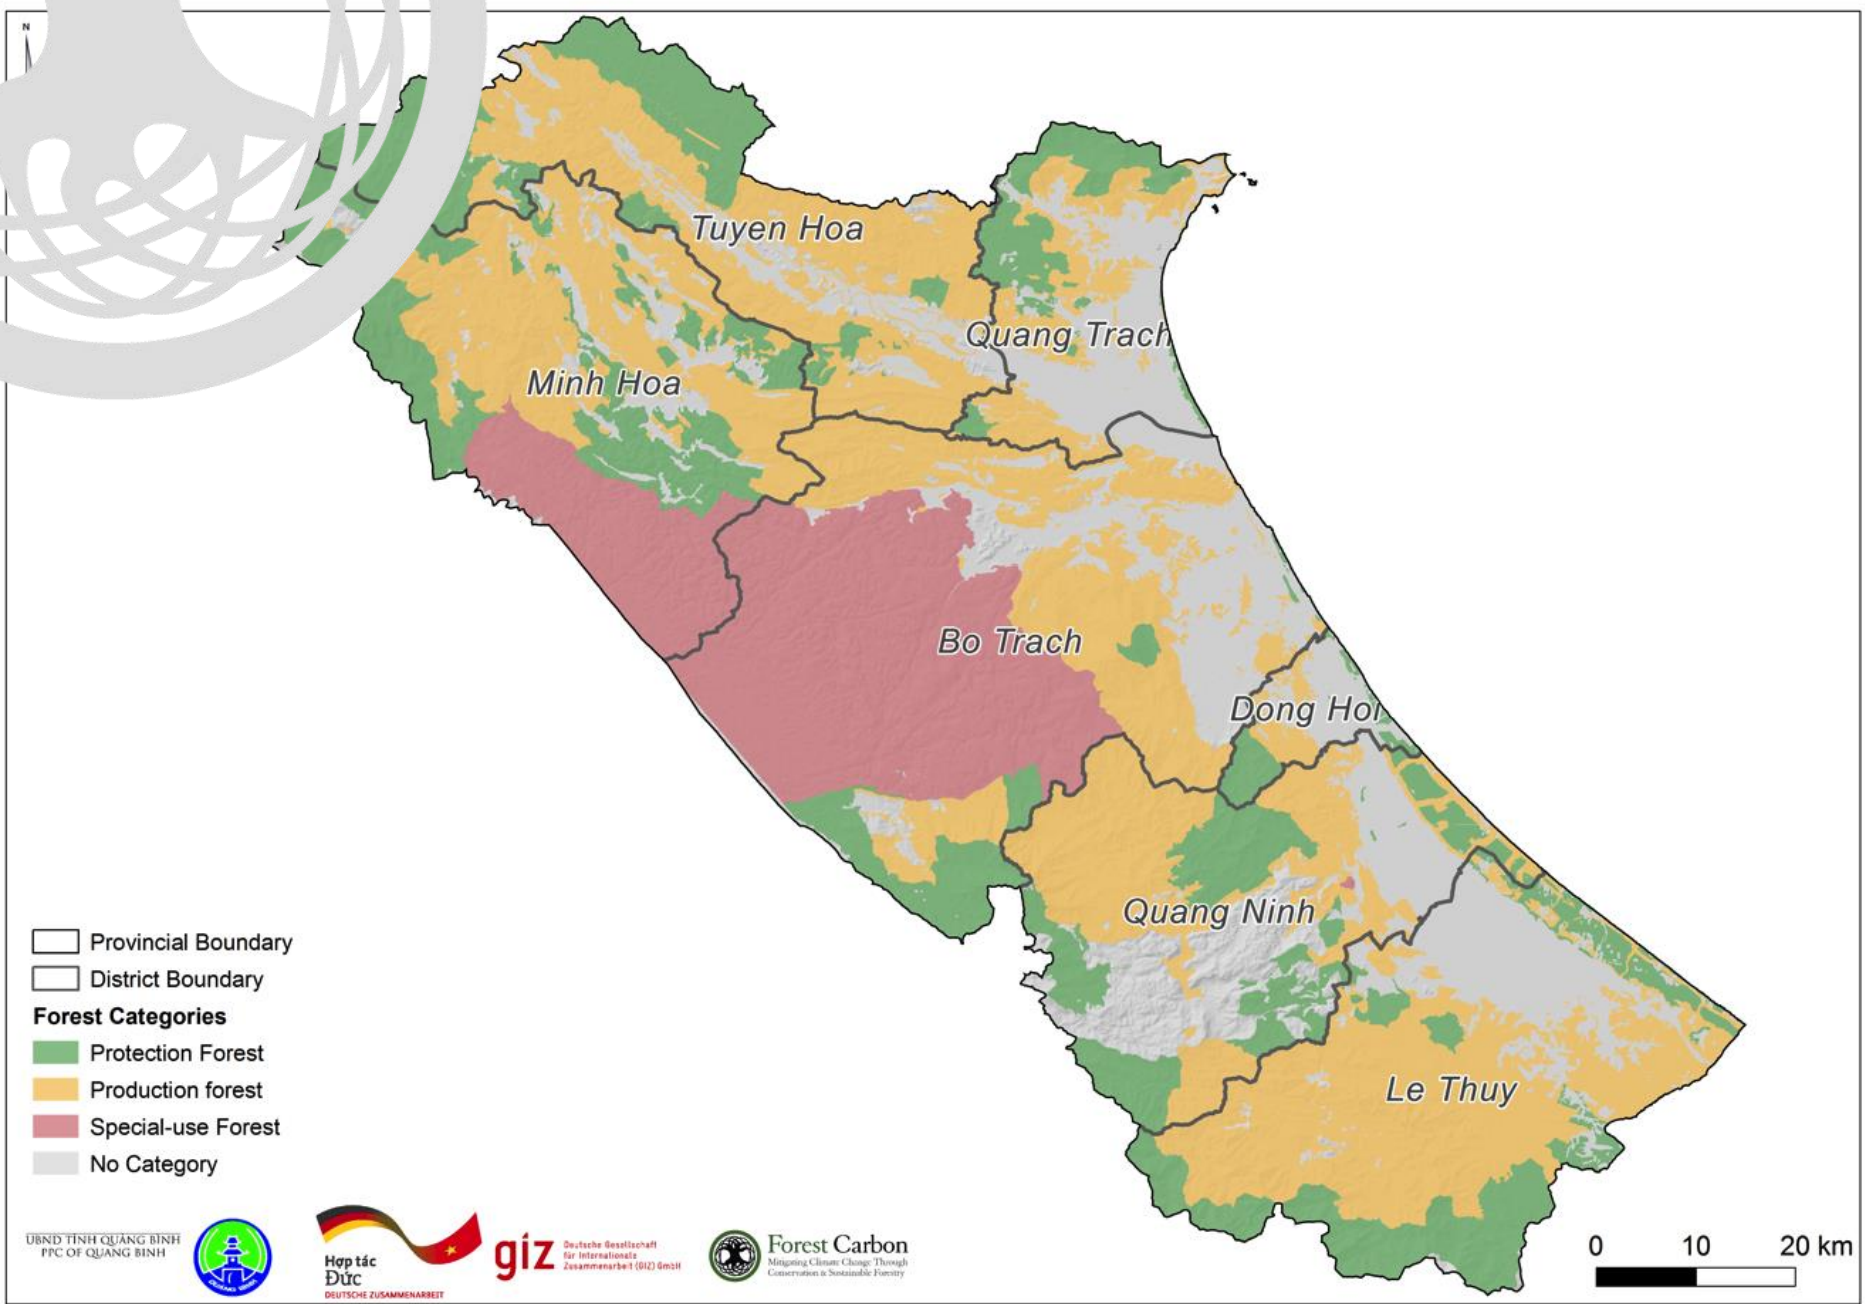 N
Tuyen Hoa
Quang Trach
Minh Hoa
Bo Trach
Dong Hoi
Quang Ninh
Le Thuy
Provincial Boundary
District Boundary
Forest Categories
Protection Forest
Production forest
Special-use Forest
No Category
UBND TỈNH QUẢNG BÌNH
PPC OF QUANG BINH
QUẢNG BÌNH
Hợp tác
Đức
DEUTSCHE ZUSAMMENARBEIT
giz
Deutsche Gesellschaft
für Internationale
Zusammenarbeit (GIZ) GmbH
Forest Carbon
Mitigating Climate Change Through
Conservation & Sustainable Forestry
0 10 20 km